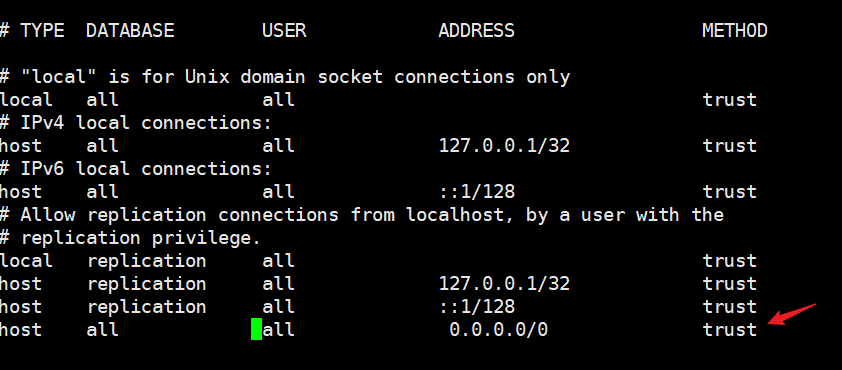 # TYPE  DATABASE        USER            ADDRESS                 METHOD
# "local" is for Unix domain socket connections only
local   all             all                                     trust
# IPv4 local connections:
host    all             all             127.0.0.1/32            trust
# IPv6 local connections:
host    all             all             ::1/128                 trust
# Allow replication connections from localhost, by a user with the
# replication privilege.
local   replication     all                                     trust
host    replication     all             127.0.0.1/32            trust
host    replication     all             ::1/128                 trust
host    all             all              0.0.0.0/0              trust